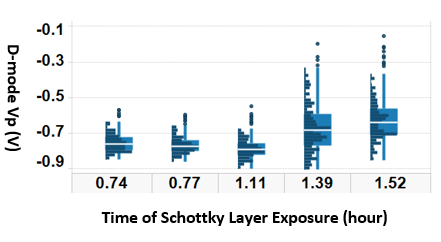 D-mode Vp (V)
-0.1
-0.3
-0.5
-0.7
-0.9
0.74 0.77 1.11 1.39 1.52
Time of Schottky Layer Exposure (hour)